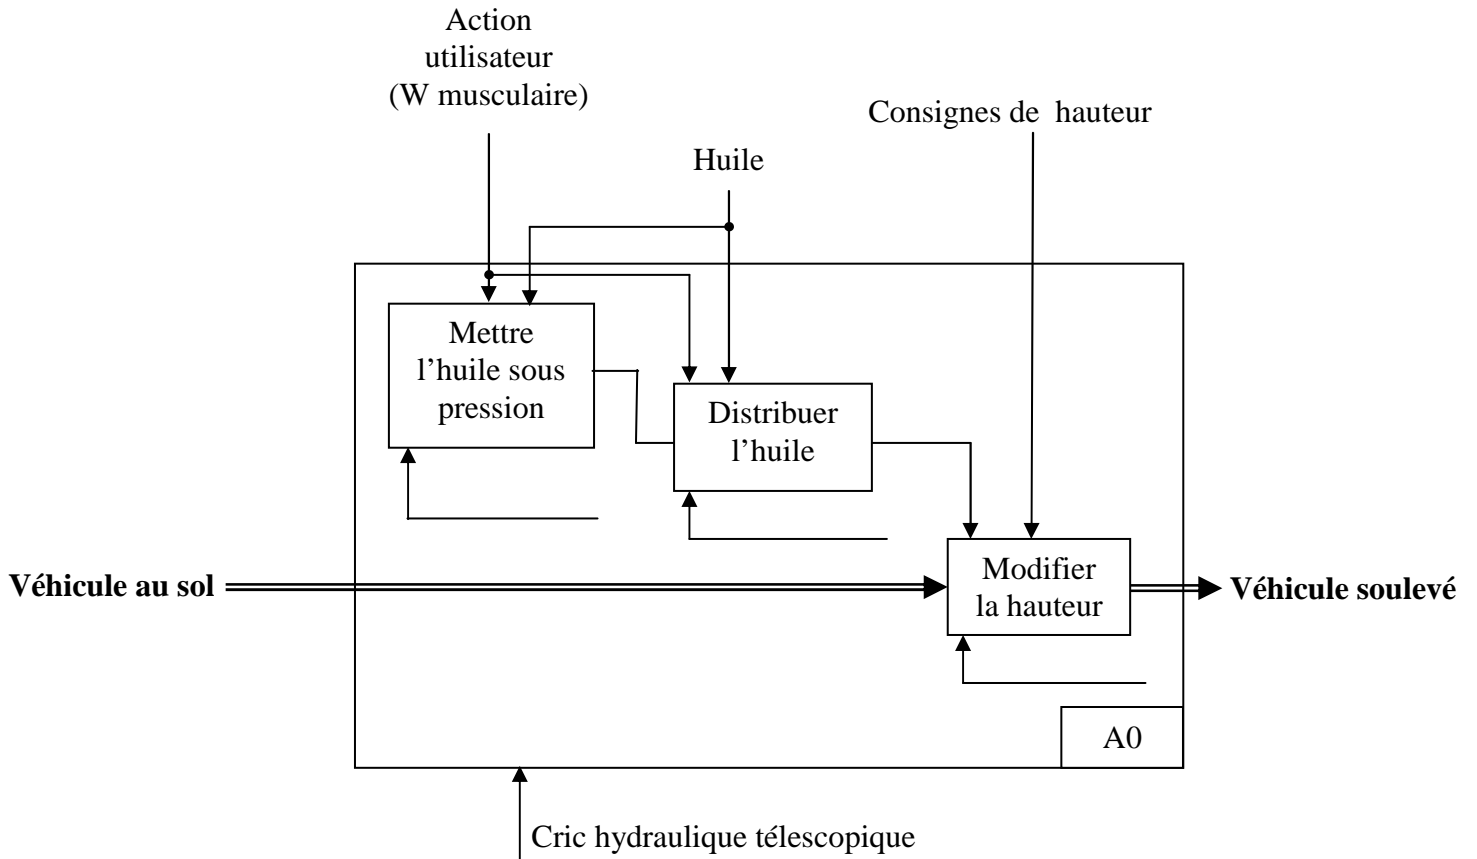 Action
utilisateur
(W musculaire)
Consignes de hauteur
Huile
Mettre
l’huile sous
pression
Distribuer
l’huile
Véhicule au sol
Modifier
la hauteur
Véhicule soulevé
A0
Cric hydraulique télescopique